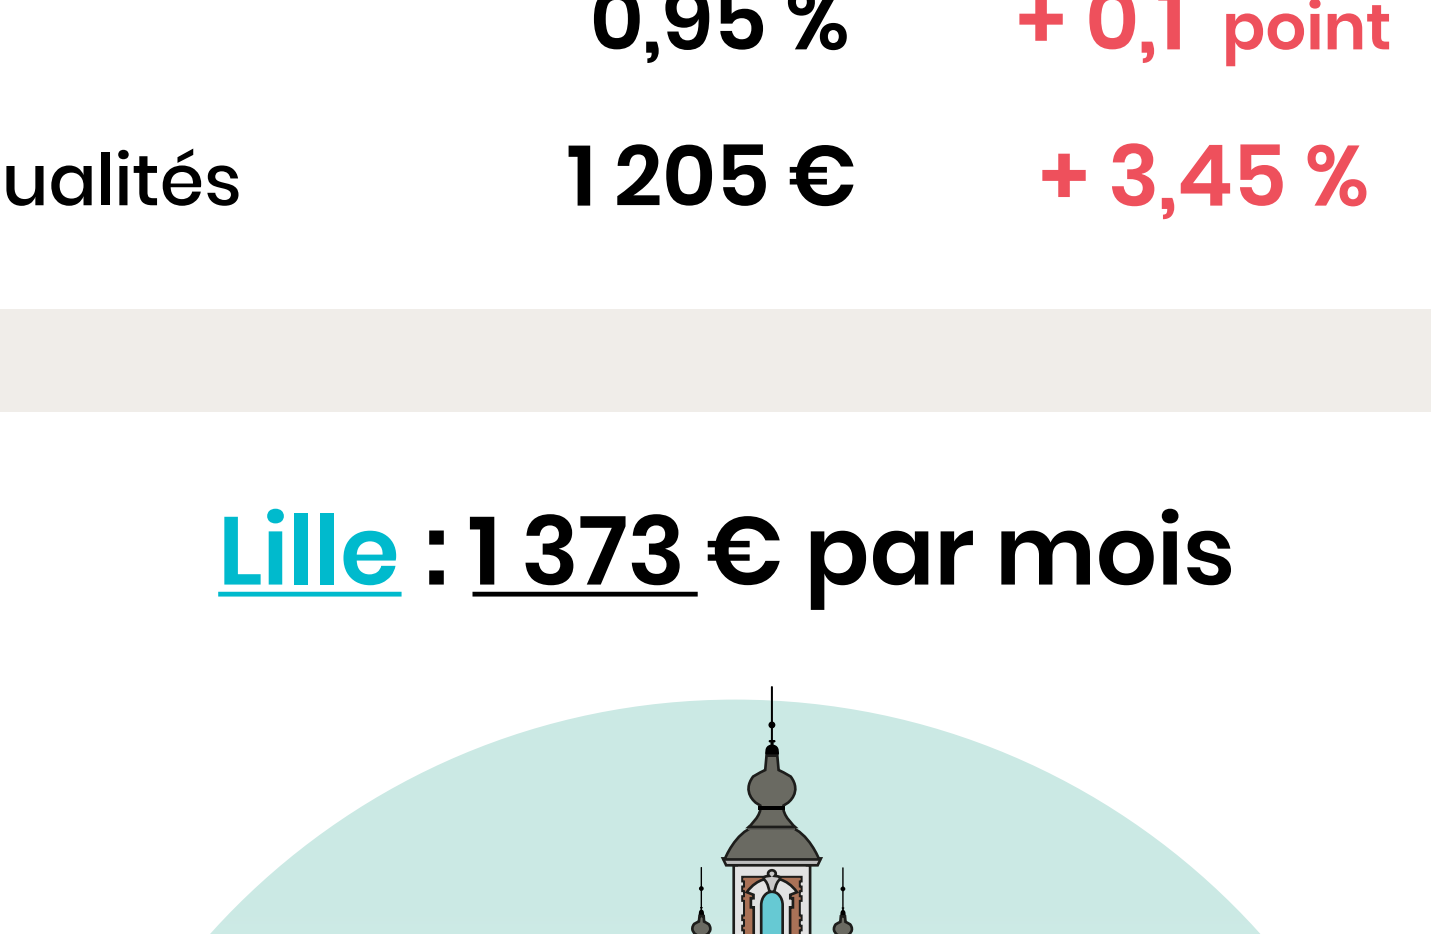 0,95 % + 0,1 point
ualités 1 205 € + 3,45 %
Lille : 1 373 € par mois